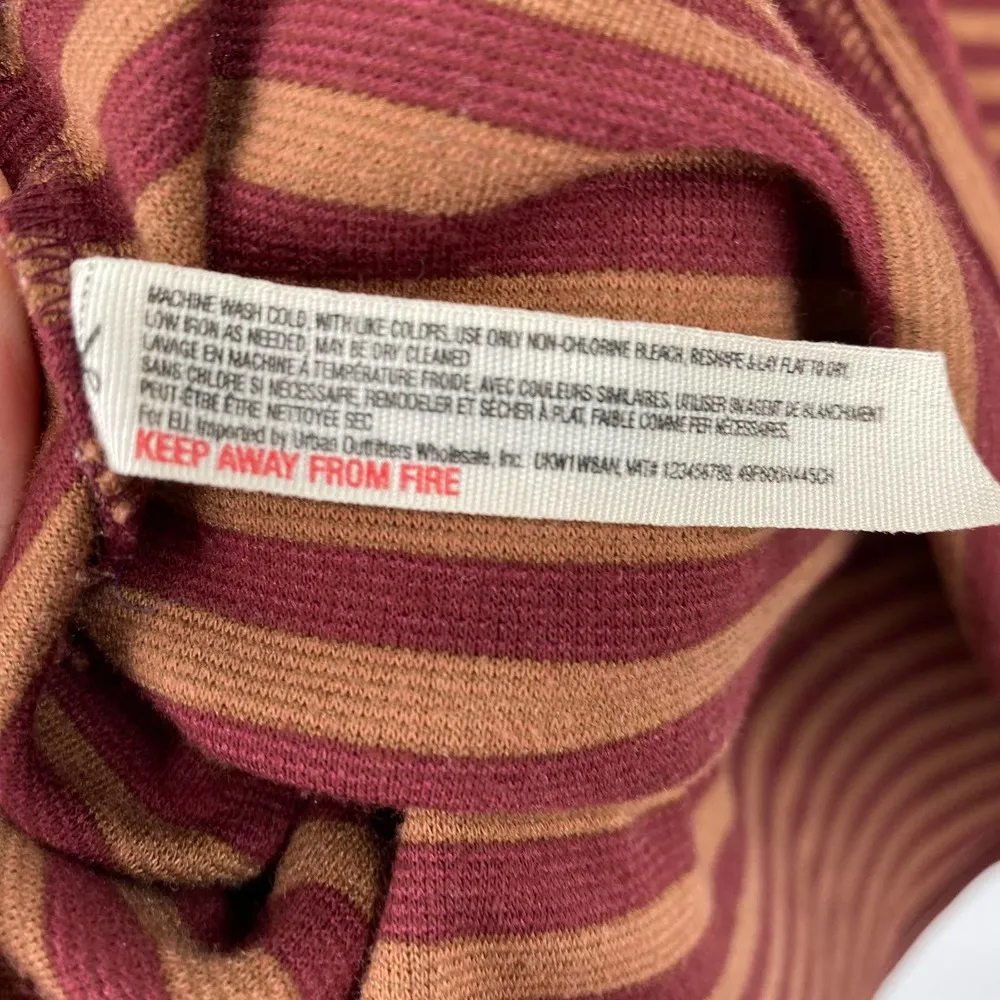 MACHINE WASH COLD, WITH LIKE COLORS. USE ONLY NON-CHLORINE BLEACH, RESHAPE & LAY FLAT TO DRY
LOW IRON AS NEEDED, MAY BE DRY CLEANED
LAVAGE EN MACHINE À TEMPÉRATURE FROIDE, AVEC COULEURS SIMILAIRES, UTILISER UN AGENT DE BLANCHIMENT
SANS CHLORE SI NÉCESSAIRE, REMODELER ET SÉCHER À PLAT, FAIBLE COMME FER NÉCESSAIRES,
PEUT-ÊTRE ÊTRE NETTOYÉE SEC
For EU: Imported by Urban Outfitters Wholesale, Inc. UKW1W8AN, VAT# 123456789,
KEEP AWAY FROM FIRE